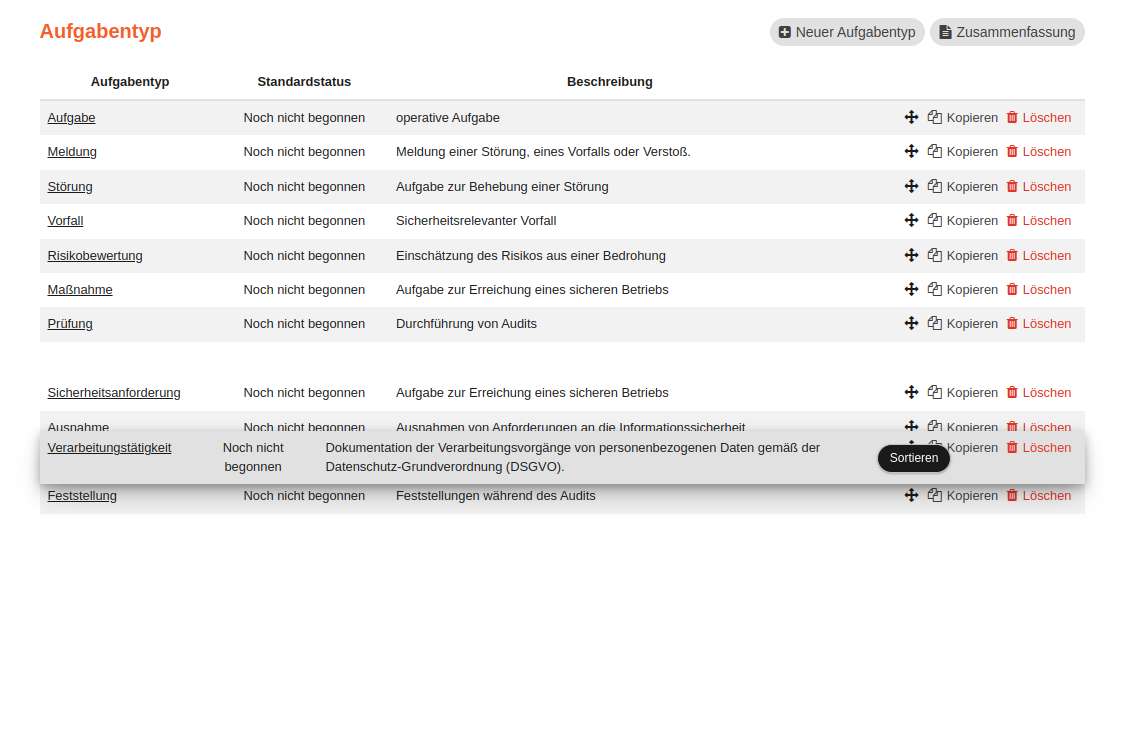 Aufgabentyp
Neuer Aufgabentyp Zusammenfassung
Aufgabentyp Standardstatus Beschreibung
Aufgabe Noch nicht begonnen operative Aufgabe Kopieren Löschen
Meldung Noch nicht begonnen Meldung einer Störung, eines Vorfalls oder Verstoß. Kopieren Löschen
Störung Noch nicht begonnen Aufgabe zur Behebung einer Störung Kopieren Löschen
Vorfall Noch nicht begonnen Sicherheitsrelevanter Vorfall Kopieren Löschen
Risikobewertung Noch nicht begonnen Einschätzung des Risikos aus einer Bedrohung Kopieren Löschen
Maßnahme Noch nicht begonnen Aufgabe zur Erreichung eines sicheren Betriebs Kopieren Löschen
Prüfung Noch nicht begonnen Durchführung von Audits Kopieren Löschen
Sicherheitsanforderung Noch nicht begonnen Aufgabe zur Erreichung eines sicheren Betriebs Kopieren Löschen
Ausnahme Noch nicht begonnen Ausnahmen von Anforderungen an die Informationssicherheit Kopieren Löschen
Verarbeitungstätigkeit Noch nicht Dokumentation der Verarbeitungsvorgänge von personenbezogenen Daten gemäß der Kopieren Löschen
begonnen Datenschutz-Grundverordnung (DSGVO). Sortieren
Feststellung Noch nicht begonnen Feststellungen während des Audits Kopieren Löschen